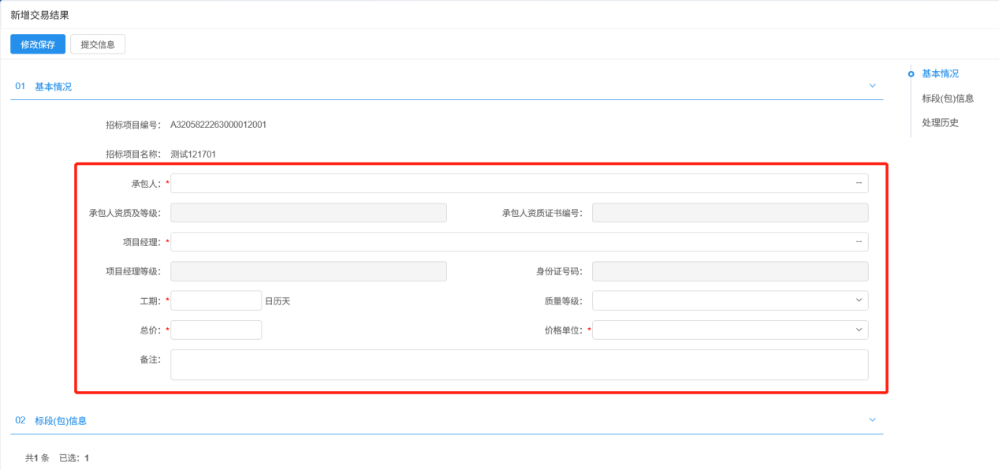 新增交易结果
修改保存 提交信息
01 基本情况
基本情况
标段(包)信息
处理历史
招标项目编号： A3205822263000012001
招标项目名称： 测试121701
承包人：*
承包人资质及等级： 承包人资质证书编号：
项目经理：*
项目经理等级： 身份证号码：
工期：* 日历天 质量等级：
总价：* 价格单位：*
备注：
02 标段(包)信息
共1 条 已选：1